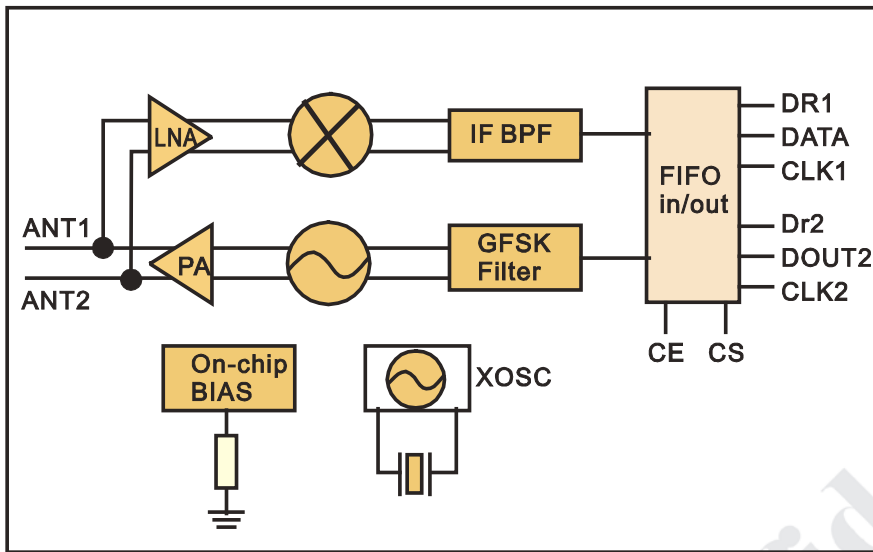 LNA
IF BPF
FIFO
in/out
DR1
DATA
CLK1
Dr2
DOUT2
CLK2
ANT1
ANT2
PA
GFSK
Filter
CE CS
On-chip
BIAS
XOSC